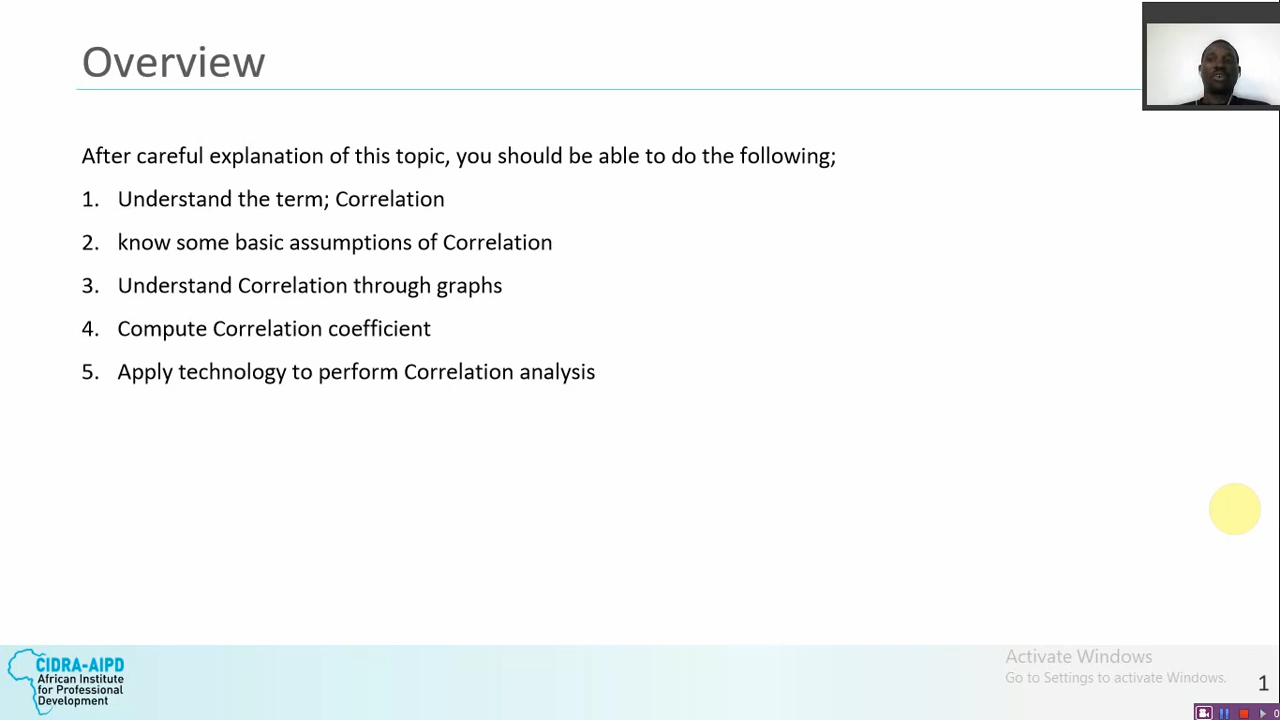 Overview
After careful explanation of this topic, you should be able to do the following;
1. Understand the term; Correlation
2. know some basic assumptions of Correlation
3. Understand Correlation through graphs
4. Compute Correlation coefficient
5. Apply technology to perform Correlation analysis
CIDRA-AIPD
African Institute
for Professional
Development
Activate Windows
Go to Settings to activate Windows.
1
0